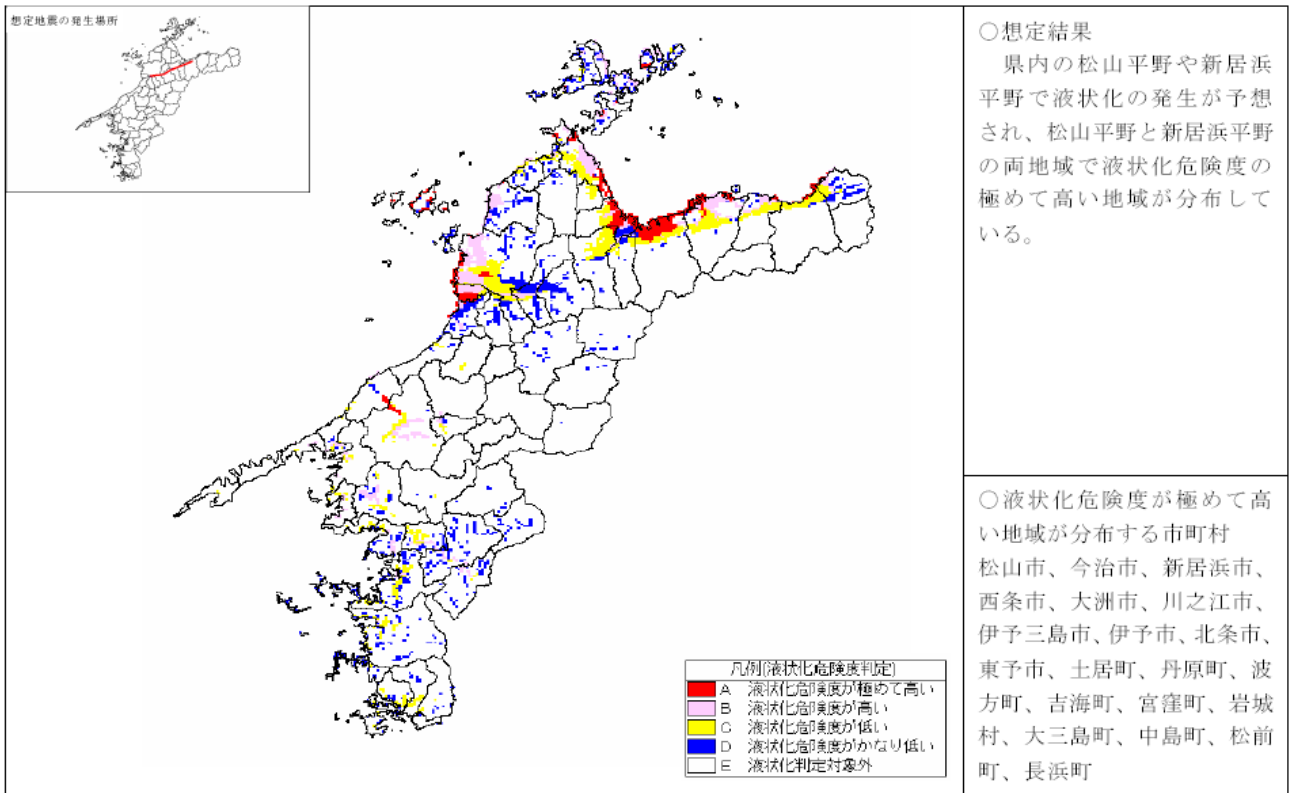 想定地震の発生場所
○想定結果
県内の松山平野や新居浜
平野で液状化の発生が予想
され、松山平野と新居浜平野
の両地域で液状化危険度の
極めて高い地域が分布して
いる。
○液状化危険度が極めて高
い地域が分布する市町村
松山市、今治市、新居浜市、
西条市、大洲市、川之江市、
伊予三島市、伊予市、北条市、
東予市、土居町、丹原町、波
方町、吉海町、宮窪町、岩城
村、大三島町、中島町、松前
町、長浜町
凡例(液状化危険度判定)
A 液状化危険度が極めて高い
B 液状化危険度が高い
C 液状化危険度が低い
D 液状化危険度がかなり低い
E 液状化判定対象外